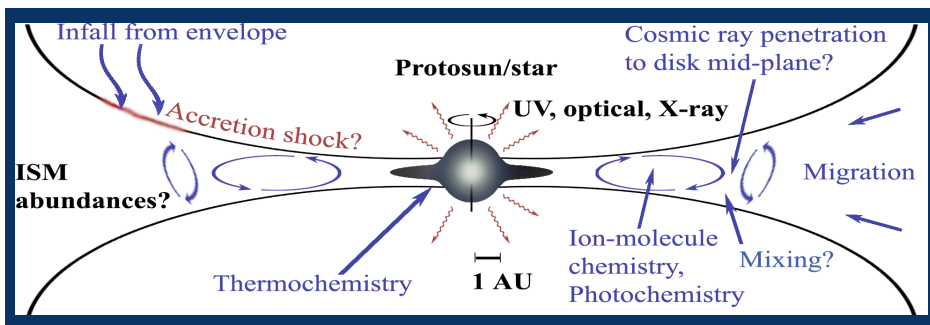 Infall from envelope
Cosmic ray penetration
to disk mid-plane?
Protosun/star
UV, optical, X-ray
Accretion shock?
ISM
abundances?
Migration
Ion-molecule
chemistry,
Photochemistry
Mixing?
Thermochemistry
1 AU